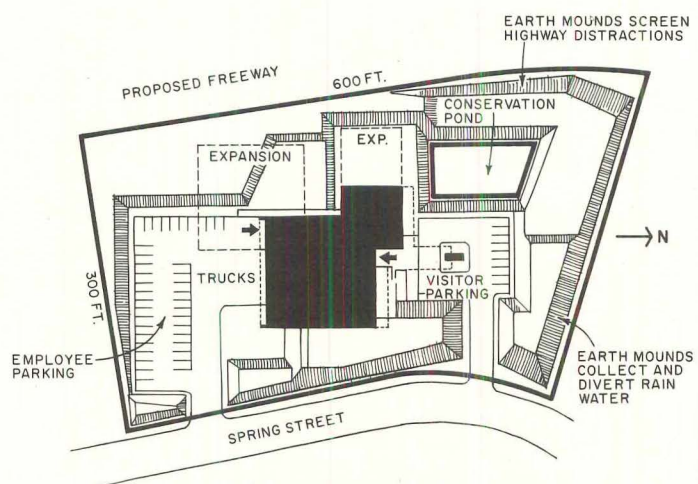 EARTH MOUNDS SCREEN
HIGHWAY DISTRACTIONS
PROPOSED FREEWAY
600 FT.
CONSERVATION
POND
EXPANSION
EXP.
N
300 FT.
TRUCKS
VISITOR
PARKING
EMPLOYEE
PARKING
EARTH MOUNDS
COLLECT AND
DIVERT RAIN
WATER
SPRING STREET